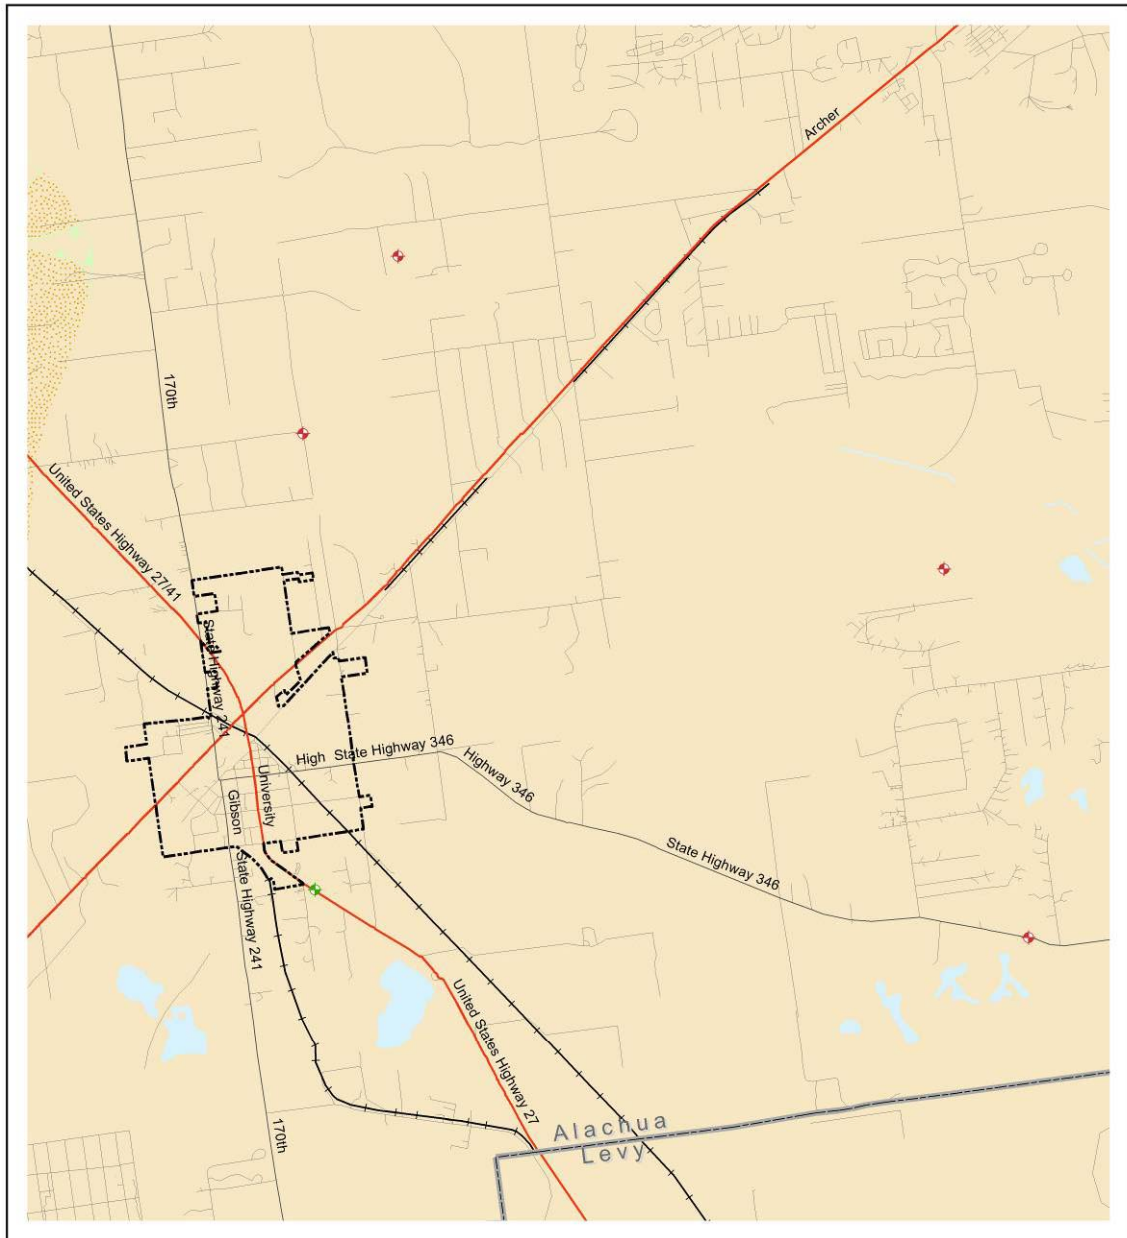 Archer
170th
United States Highway 27/41
State Highway 241
High State Highway 346
Highway 346
University
Gibson
State Highway 346
State Highway 241
United States Highway 27
170th
Alachua
Levy